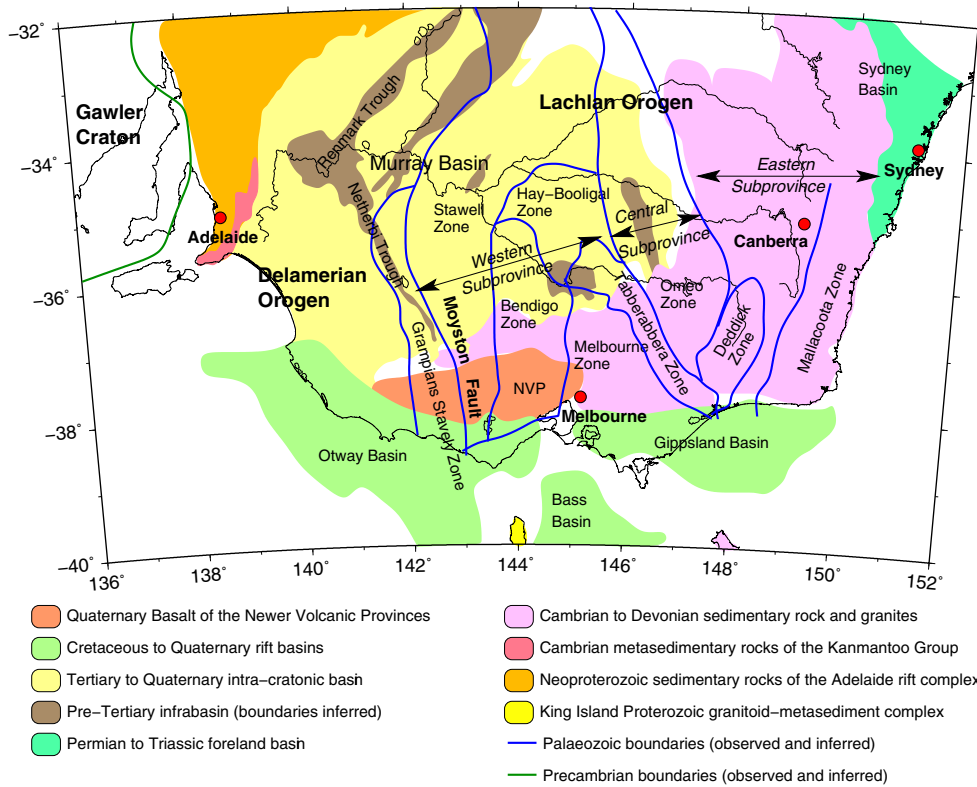 −32˚
−34˚
−36˚
−38˚
−40˚
136˚
138˚
140˚
142˚
144˚
146˚
148˚
150˚
152˚
Gawler
Craton
Renmark Trough
Murray Basin
Lachlan Orogen
Sydney
Basin
Sydney
Eastern
Subprovince
Netherbi Trough
Stawell
Zone
Hay−Booligal
Zone
Central
Subprovince
Canberra
Adelaide
Western
Subprovince
Delamerian
Orogen
Moyston
Fault
Bendigo
Zone
Tabberabbera Zone
Omeo
Zone
Deddick
Zone
Mallacoota Zone
Grampians Stavely Zone
Melbourne
Zone
NVP
Melbourne
Otway Basin
Gippsland Basin
Bass
Basin
Quaternary Basalt of the Newer Volcanic Provinces
Cretaceous to Quaternary rift basins
Tertiary to Quaternary intra−cratonic basin
Pre−Tertiary infrabasin (boundaries inferred)
Permian to Triassic foreland basin
Cambrian to Devonian sedimentary rock and granites
Cambrian metasedimentary rocks of the Kanmantoo Group
Neoproterozoic sedimentary rocks of the Adelaide rift complex
King Island Proterozoic granitoid−metasediment complex
Palaeozoic boundaries (observed and inferred)
Precambrian boundaries (observed and inferred)